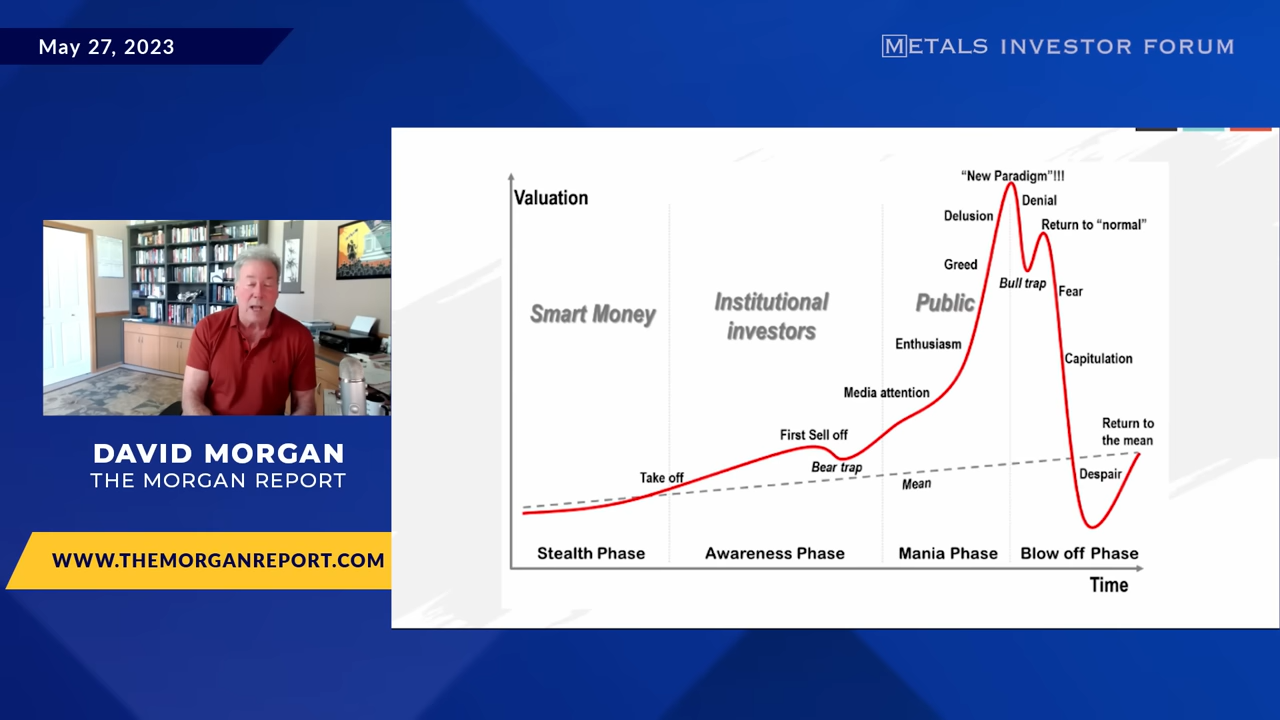 May 27, 2023
METALS INVESTOR FORUM
DAVID MORGAN
THE MORGAN REPORT
WWW.THEMORGANREPORT.COM
Valuation
"New Paradigm"!!!
Denial
Delusion
Return to "normal"
Greed
Bull trap
Fear
Smart Money
Institutional
investors
Public
Enthusiasm
Capitulation
Media attention
First Sell off
Bear trap
Return to
the mean
Take off
Mean
Despair
Stealth Phase
Awareness Phase
Mania Phase
Blow off Phase
Time